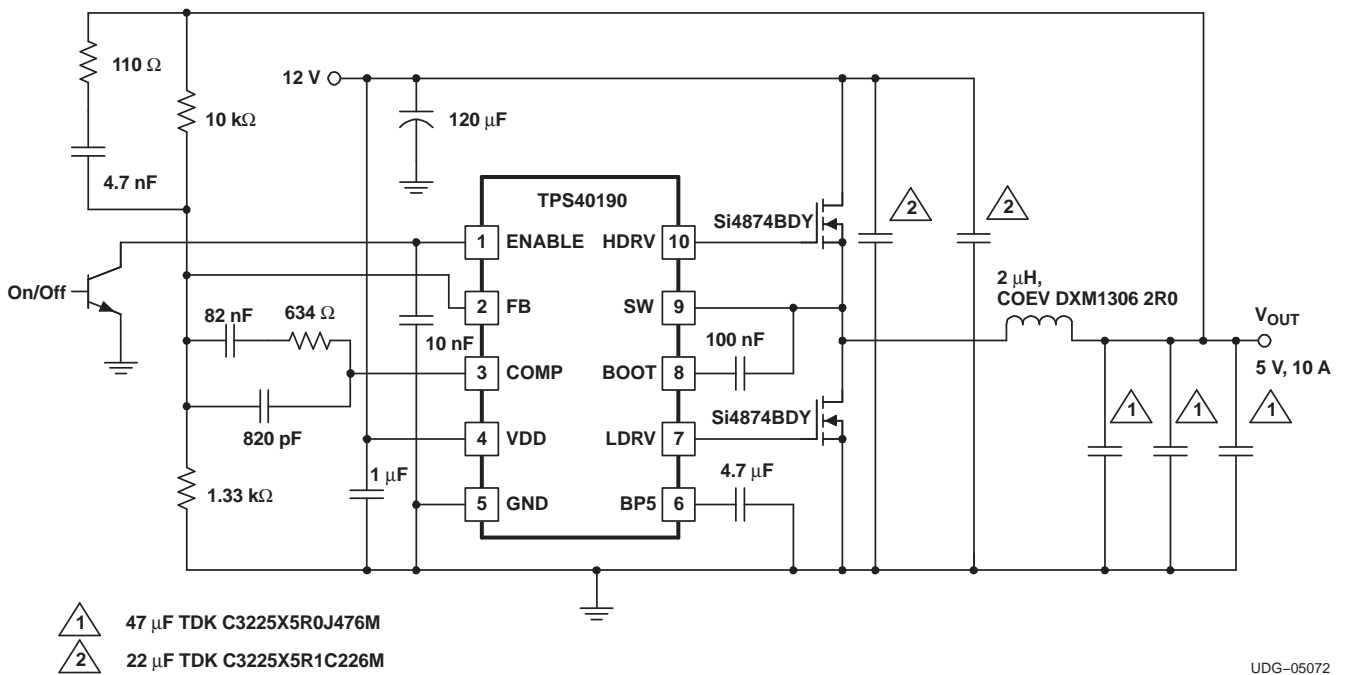 110 Ω
12 V
10 kΩ
120 μF
4.7 nF
TPS40190
Si4874BDY
2
2
1
ENABLE
HDRV
10
On/Off
2 μH,
COEV DXM1306 2R0
2
FB
SW
9
VOUT
82 nF
634 Ω
10 nF
100 nF
5 V, 10 A
3
COMP
BOOT
8
Si4874BDY
1
1
1
820 pF
4
VDD
LDRV
7
1 μF
4.7 μF
1.33 kΩ
5
GND
BP5
6
1
47 μF TDK C3225X5R0J476M
2
22 μF TDK C3225X5R1C226M
UDG–05072